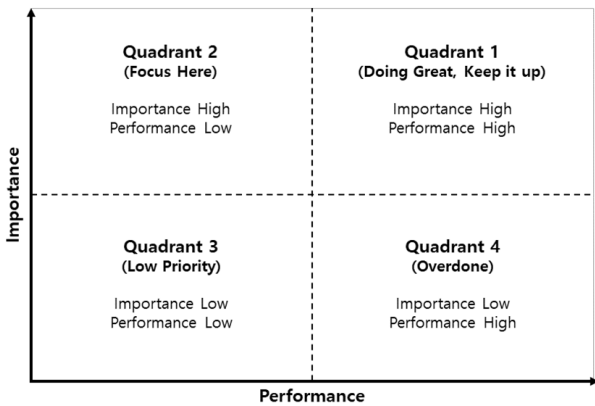 Quadrant 2
(Focus Here)
Importance High
Performance Low
Quadrant 1
(Doing Great, Keep it up)
Importance High
Performance High
Importance
Quadrant 3
(Low Priority)
Importance Low
Performance Low
Quadrant 4
(Overdone)
Importance Low
Performance High
Performance